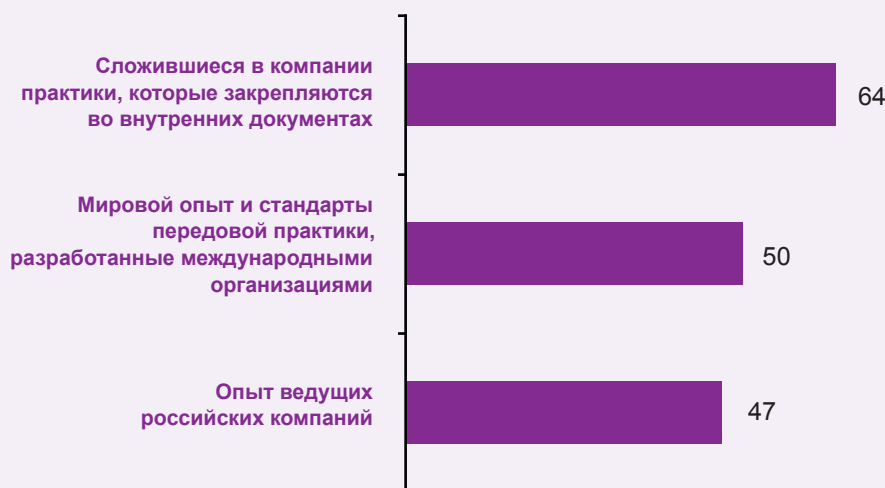 Сложившиеся в компании
практики, которые закрепляются
во внутренних документах
64
Мировой опыт и стандарты
передовой практики,
разработанные международными
организациями
50
Опыт ведущих
российских компаний
47